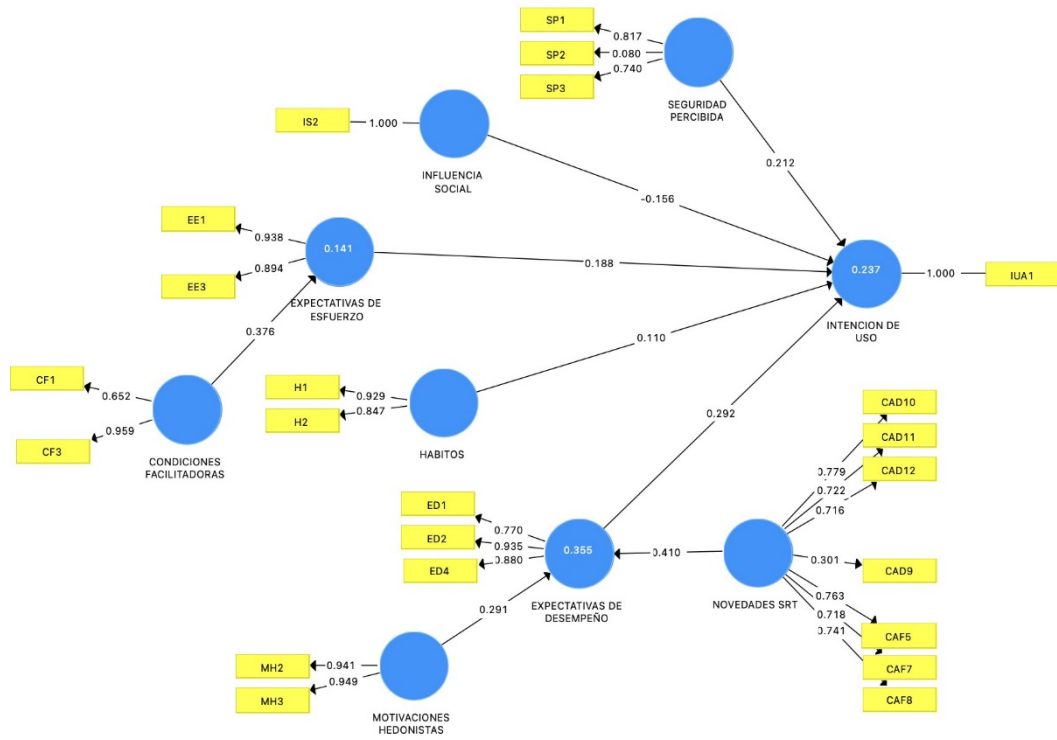 SP1
0.817
SP2
0.080
SP3
0.740
SEGURIDAD
PERCIBIDA
IS2
1.000
INFLUENCIA
SOCIAL
0.212
-0.156
EE1
0.938
0.141
EE3
0.894
EXPECTATIVAS DE
ESFUERZO
0.188
0.237
1.000
IUA1
INTENCION DE
USO
0.376
0.110
CF1
0.652
CF3
0.959
CONDICIONES
FACILITADORAS
H1
0.929
H2
0.847
HABITOS
0.292
CAD10
CAD11
CAD12
0.779
0.722
0.716
ED1
0.770
ED2
0.935
ED4
0.880
0.355
EXPECTATIVAS DE
DESEMPEÑO
0.410
NOVEDADES SRT
0.301
CAD9
0.763
0.718
0.741
CAF5
CAF7
CAF8
0.291
MH2
0.941
MH3
0.949
MOTIVACIONES
HEDONISTAS